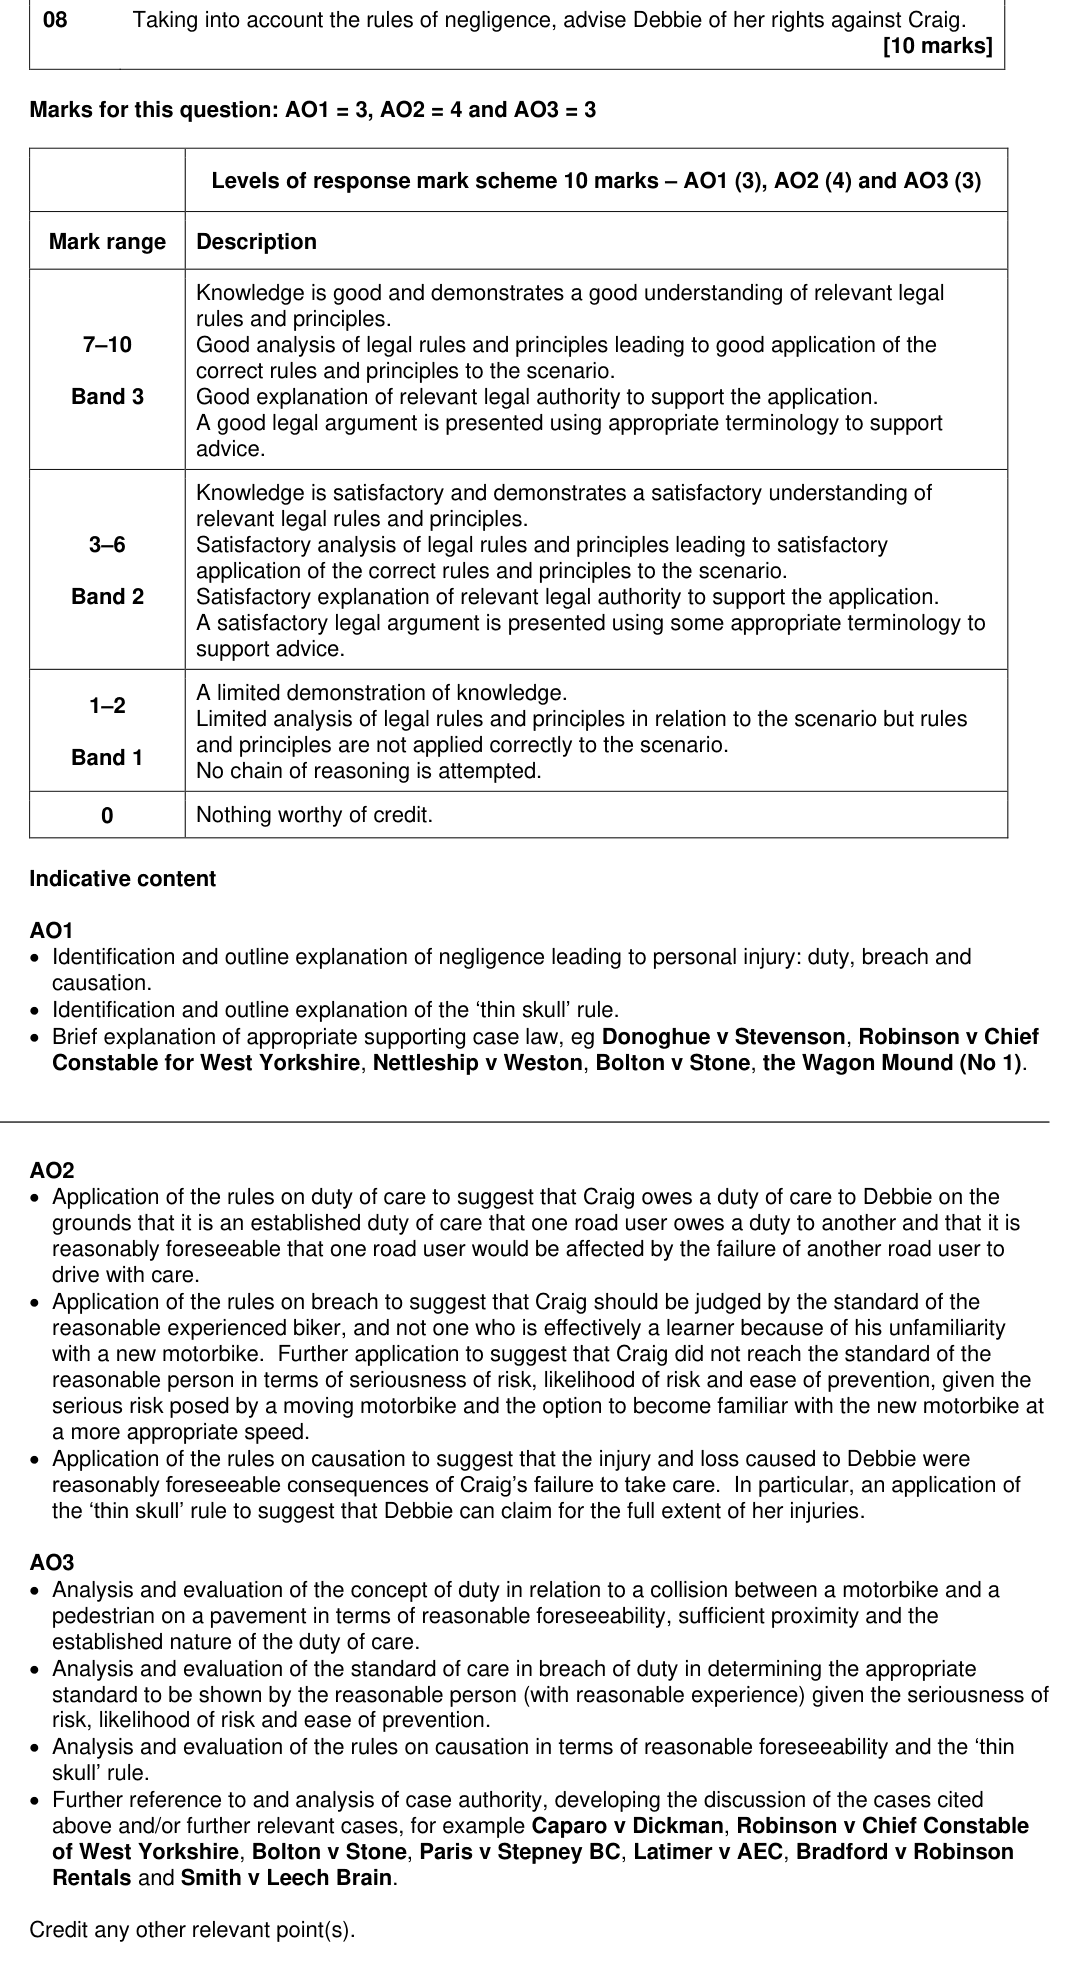 08 Taking into account the rules of negligence, advise Debbie of her rights against Craig.
[10 marks]
Marks for this question: AO1 = 3, AO2 = 4 and AO3 = 3
Levels of response mark scheme 10 marks – AO1 (3), AO2 (4) and AO3 (3)
Mark range Description
7–10
Band 3
Knowledge is good and demonstrates a good understanding of relevant legal
rules and principles.
Good analysis of legal rules and principles leading to good application of the
correct rules and principles to the scenario.
Good explanation of relevant legal authority to support the application.
A good legal argument is presented using appropriate terminology to support
advice.
3–6
Band 2
Knowledge is satisfactory and demonstrates a satisfactory understanding of
relevant legal rules and principles.
Satisfactory analysis of legal rules and principles leading to satisfactory
application of the correct rules and principles to the scenario.
Satisfactory explanation of relevant legal authority to support the application.
A satisfactory legal argument is presented using some appropriate terminology to
support advice.
1–2
Band 1
A limited demonstration of knowledge.
Limited analysis of legal rules and principles in relation to the scenario but rules
and principles are not applied correctly to the scenario.
No chain of reasoning is attempted.
0 Nothing worthy of credit.
Indicative content
AO1
• Identification and outline explanation of negligence leading to personal injury: duty, breach and
causation.
• Identification and outline explanation of the ‘thin skull’ rule.
• Brief explanation of appropriate supporting case law, eg Donoghue v Stevenson, Robinson v Chief
Constable for West Yorkshire, Nettleship v Weston, Bolton v Stone, the Wagon Mound (No 1).
AO2
• Application of the rules on duty of care to suggest that Craig owes a duty of care to Debbie on the
grounds that it is an established duty of care that one road user owes a duty to another and that it is
reasonably foreseeable that one road user would be affected by the failure of another road user to
drive with care.
• Application of the rules on breach to suggest that Craig should be judged by the standard of the
reasonable experienced biker, and not one who is effectively a learner because of his unfamiliarity
with a new motorbike. Further application to suggest that Craig did not reach the standard of the
reasonable person in terms of seriousness of risk, likelihood of risk and ease of prevention, given the
serious risk posed by a moving motorbike and the option to become familiar with the new motorbike at
a more appropriate speed.
• Application of the rules on causation to suggest that the injury and loss caused to Debbie were
reasonably foreseeable consequences of Craig’s failure to take care. In particular, an application of
the ‘thin skull’ rule to suggest that Debbie can claim for the full extent of her injuries.
AO3
• Analysis and evaluation of the concept of duty in relation to a collision between a motorbike and a
pedestrian on a pavement in terms of reasonable foreseeability, sufficient proximity and the
established nature of the duty of care.
• Analysis and evaluation of the standard of care in breach of duty in determining the appropriate
standard to be shown by the reasonable person (with reasonable experience) given the seriousness of
risk, likelihood of risk and ease of prevention.
• Analysis and evaluation of the rules on causation in terms of reasonable foreseeability and the ‘thin
skull’ rule.
• Further reference to and analysis of case authority, developing the discussion of the cases cited
above and/or further relevant cases, for example Caparo v Dickman, Robinson v Chief Constable
of West Yorkshire, Bolton v Stone, Paris v Stepney BC, Latimer v AEC, Bradford v Robinson
Rentals and Smith v Leech Brain.
Credit any other relevant point(s).